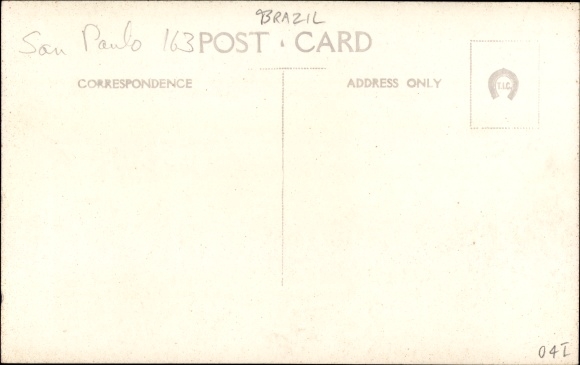 BRAZIL
San Paulo 163 POST CARD
CORRESPONDENCE ADDRESS ONLY
T.I.C.
04I